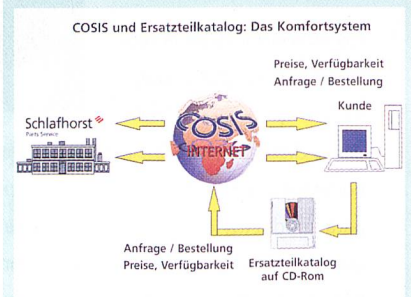 COSIS und Ersatzteilkatalog: Das Komfortsystem
Preise, Verfügbarkeit
Anfrage / Bestellung
Kunde
Schlafhorst
Parts Service
COSIS
INTERNET
Anfrage / Bestellung
Preise, Verfügbarkeit
Ersatzteilkatalog
auf CD-Rom